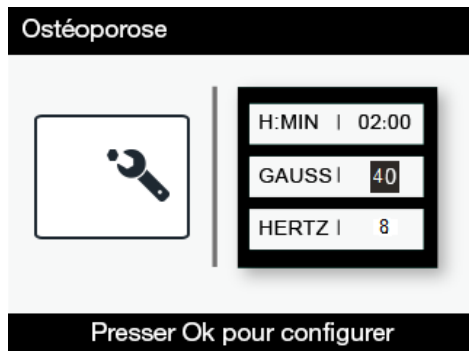 Ostéoporose
H:MIN | 02:00
GAUSS | 40
HERTZ | 8
Presser Ok pour configurer